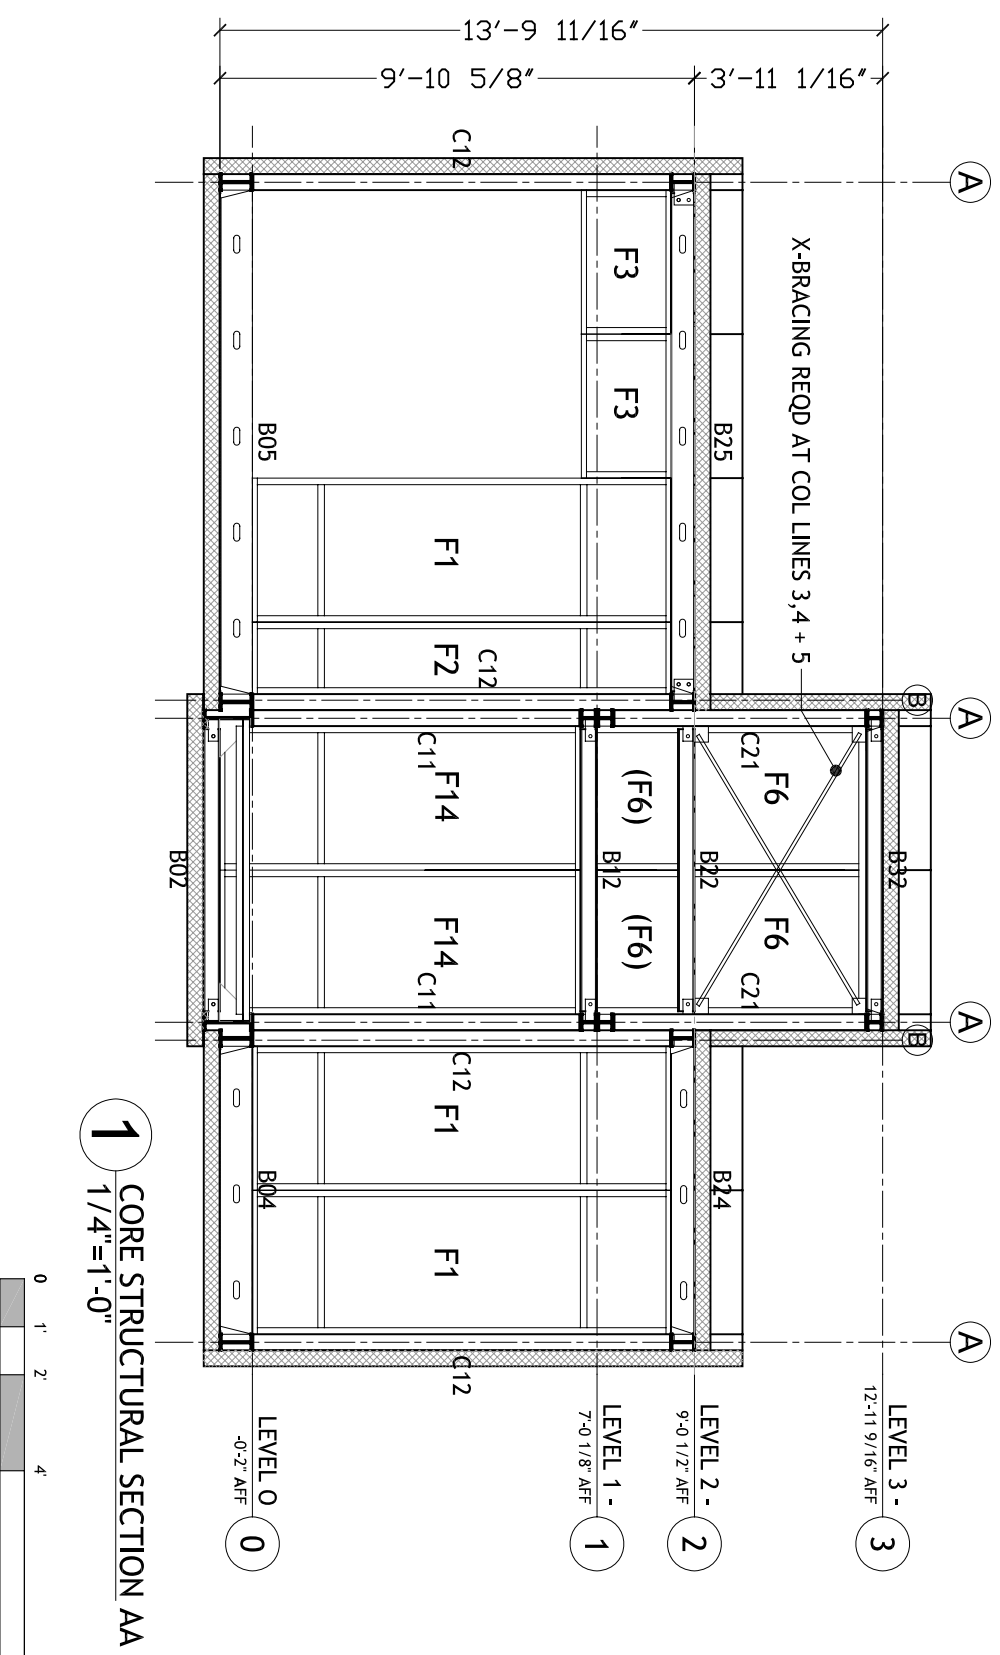 13'-9 11/16"
9'-10 5/8"
3'-11 1/16"
A
A
A
A
B
B
X-BRACING REQD AT COL LINES 3,4 + 5
C12
F3
F3
B05
B25
F1
F2
C12
C11
F14
(F6)
C21
F6
B02
B12
B22
B32
F14
C11
(F6)
F6
C21
C12
F1
B04
B24
F1
C12
LEVEL 3 -
12'-11 9/16" AFF
3
LEVEL 2 -
9'-0 1/2" AFF
2
LEVEL 1 -
7'-0 1/8" AFF
1
LEVEL O
-0'-2" AFF
0
1
CORE STRUCTURAL SECTION AA
1/4"=1'-0"
0
1'
2'
4'